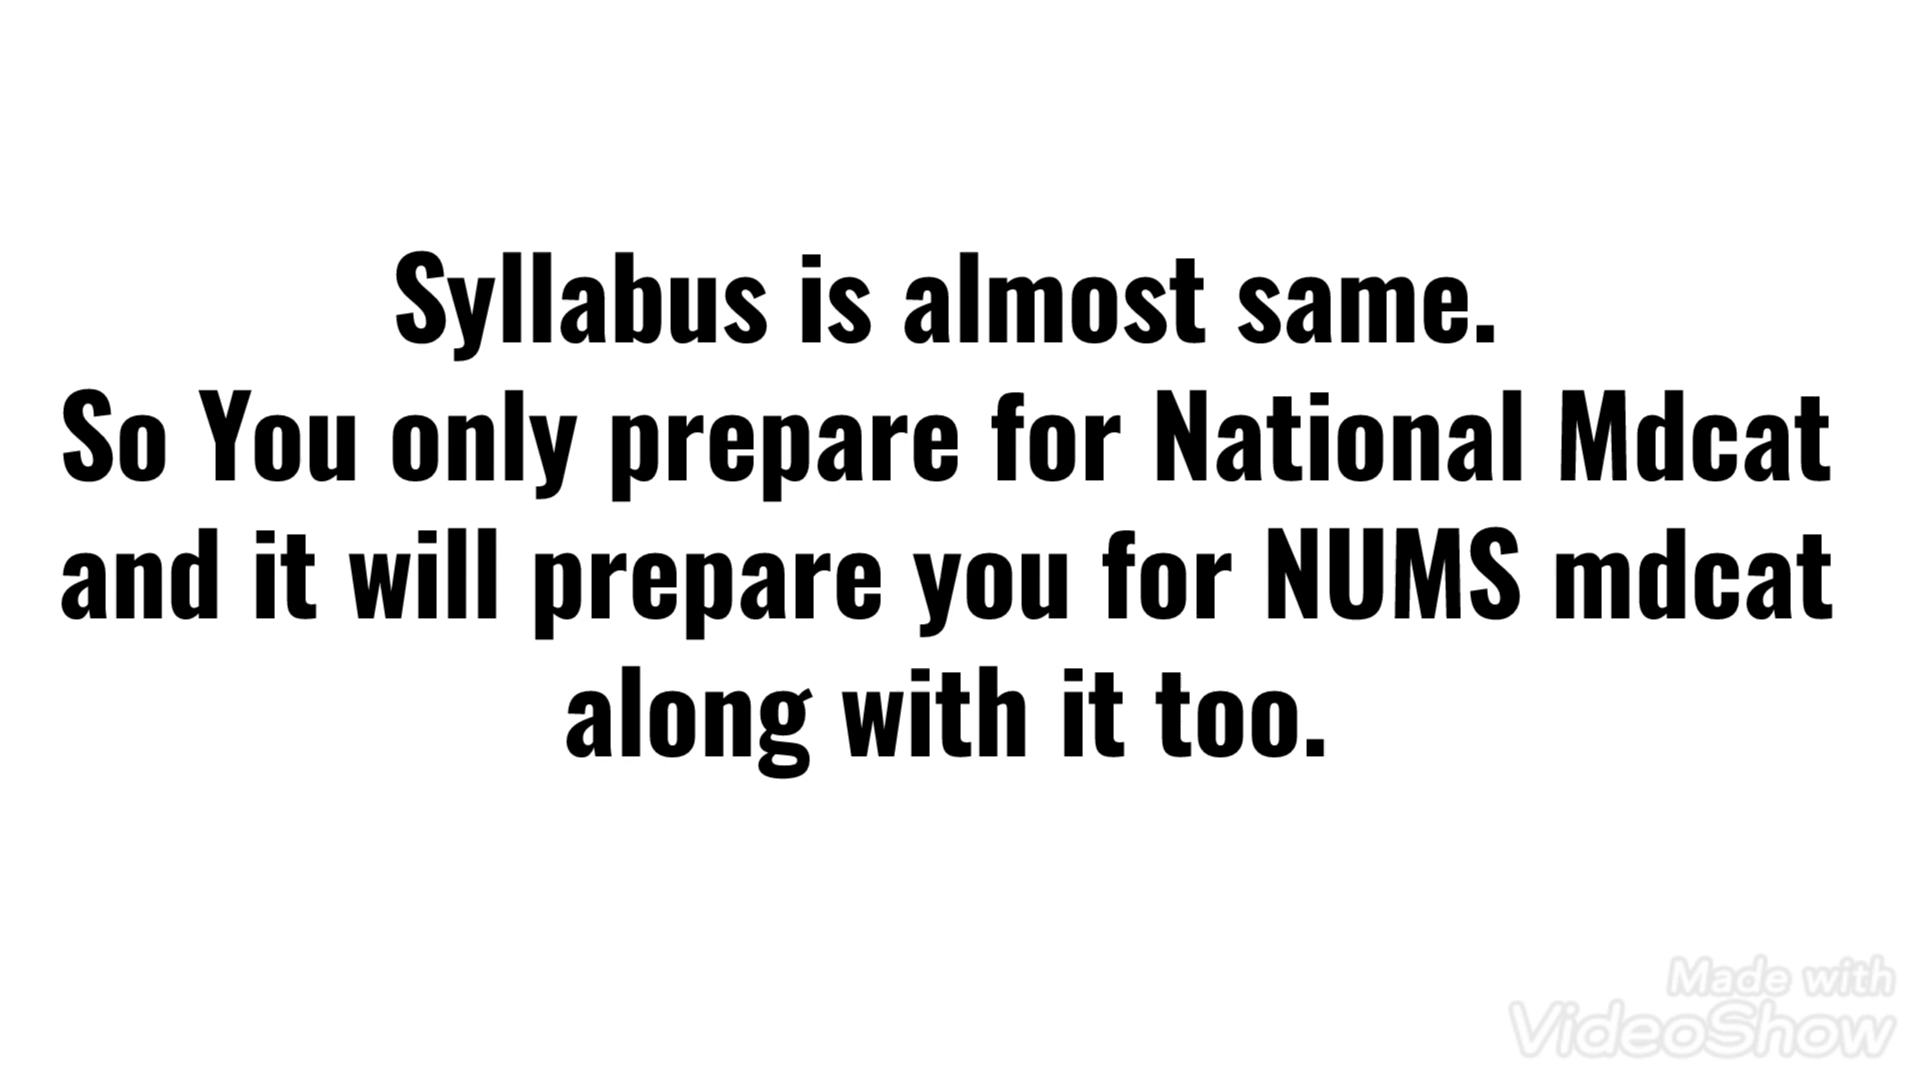 Syllabus is almost same.
So You only prepare for National Mdcat
and it will prepare you for NUMS mdcat
along with it too.
Made with
VideoShow